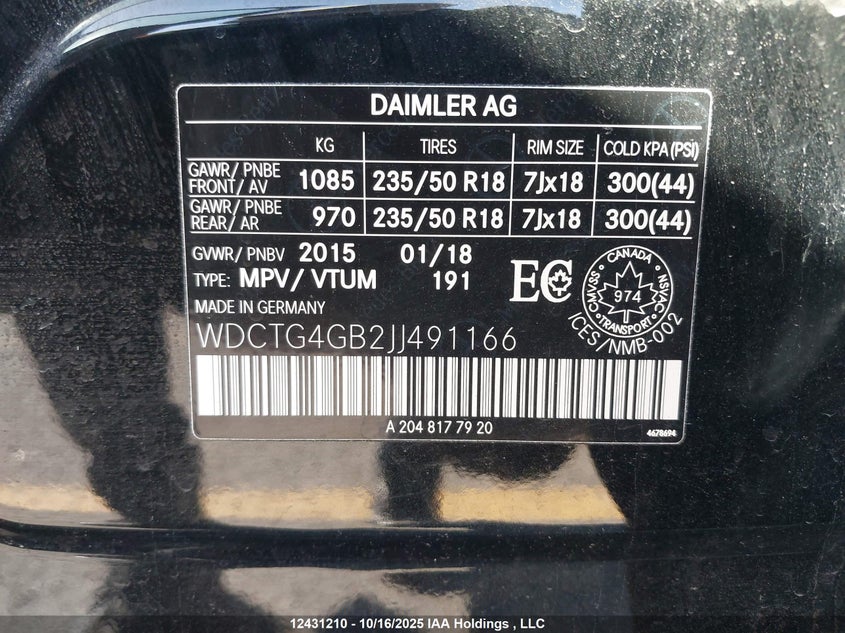 DAIMLER AG
KG TIRES RIM SIZE COLD KPA (PSI)
GAWR/ PNBE FRONT/ AV 1085 235/50 R18 7Jx18 300(44)
GAWR/ PNBE REAR/ AR 970 235/50 R18 7Jx18 300(44)
GVWR/ PNBV 2015 01/18
TYPE: MPV/ VTUM 191
MADE IN GERMANY
EC
CANADA
CMVSS NSVAC
974
TRANSPORT
ICES/NMB-002
WDCTG4GB2JJ491166
A 204 817 79 20
4678694
12431210 - 10/16/2025 IAA Holdings , LLC